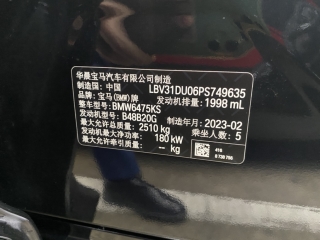 华晨宝马汽车有限公司制造
制造国：中国 LBV31DU06PS749635
品牌：宝马(BMW)牌 发动机排量：1998 mL
整车型号：BMW6475KS
发动机型号：B48B20G 制造年月：2023-02
最大允许总质量：2510 kg 乘坐人数：5
发动机最大净功率：180 kW
最大允许牵引质量：- kg